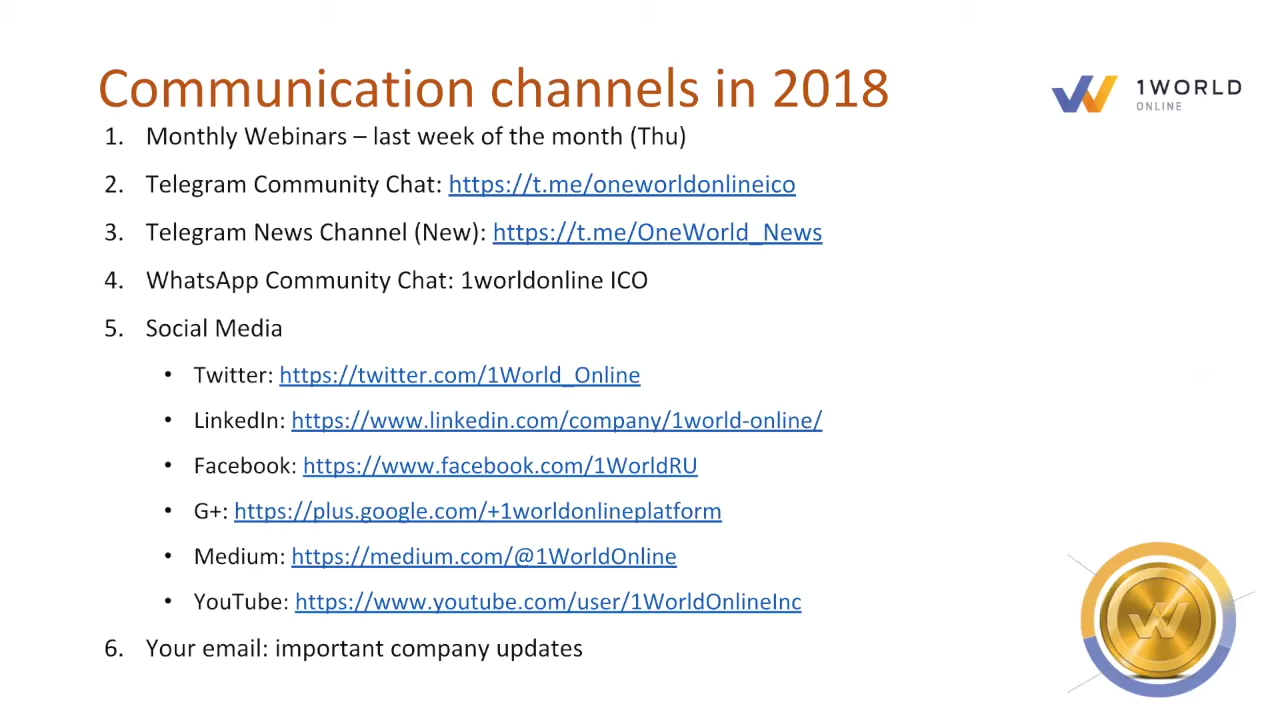 Communication channels in 2018
1WORLD
ONLINE
1. Monthly Webinars – last week of the month (Thu)
2. Telegram Community Chat: https://t.me/oneworldonlineico
3. Telegram News Channel (New): https://t.me/OneWorld_News
4. WhatsApp Community Chat: 1worldonline ICO
5. Social Media
• Twitter: https://twitter.com/1World_Online
• LinkedIn: https://www.linkedin.com/company/1world-online/
• Facebook: https://www.facebook.com/1WorldRU
• G+: https://plus.google.com/+1worldonlineplatform
• Medium: https://medium.com/@1WorldOnline
• YouTube: https://www.youtube.com/user/1WorldOnlineInc
6. Your email: important company updates